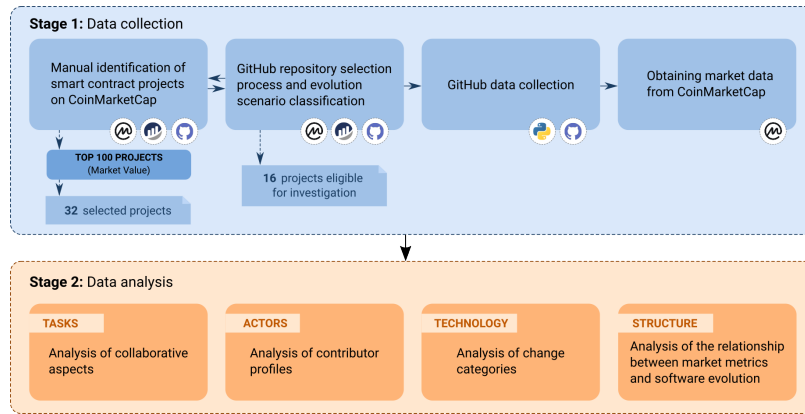 Stage 1: Data collection
Manual identification of
smart contract projects
on CoinMarketCap
GitHub repository selection
process and evolution
scenario classification
GitHub data collection
Obtaining market data
from CoinMarketCap
TOP 100 PROJECTS
(Market Value)
32 selected projects
16 projects eligible
for investigation
Stage 2: Data analysis
TASKS
Analysis of collaborative
aspects
ACTORS
Analysis of contributor
profiles
TECHNOLOGY
Analysis of change
categories
STRUCTURE
Analysis of the relationship
between market metrics
and software evolution